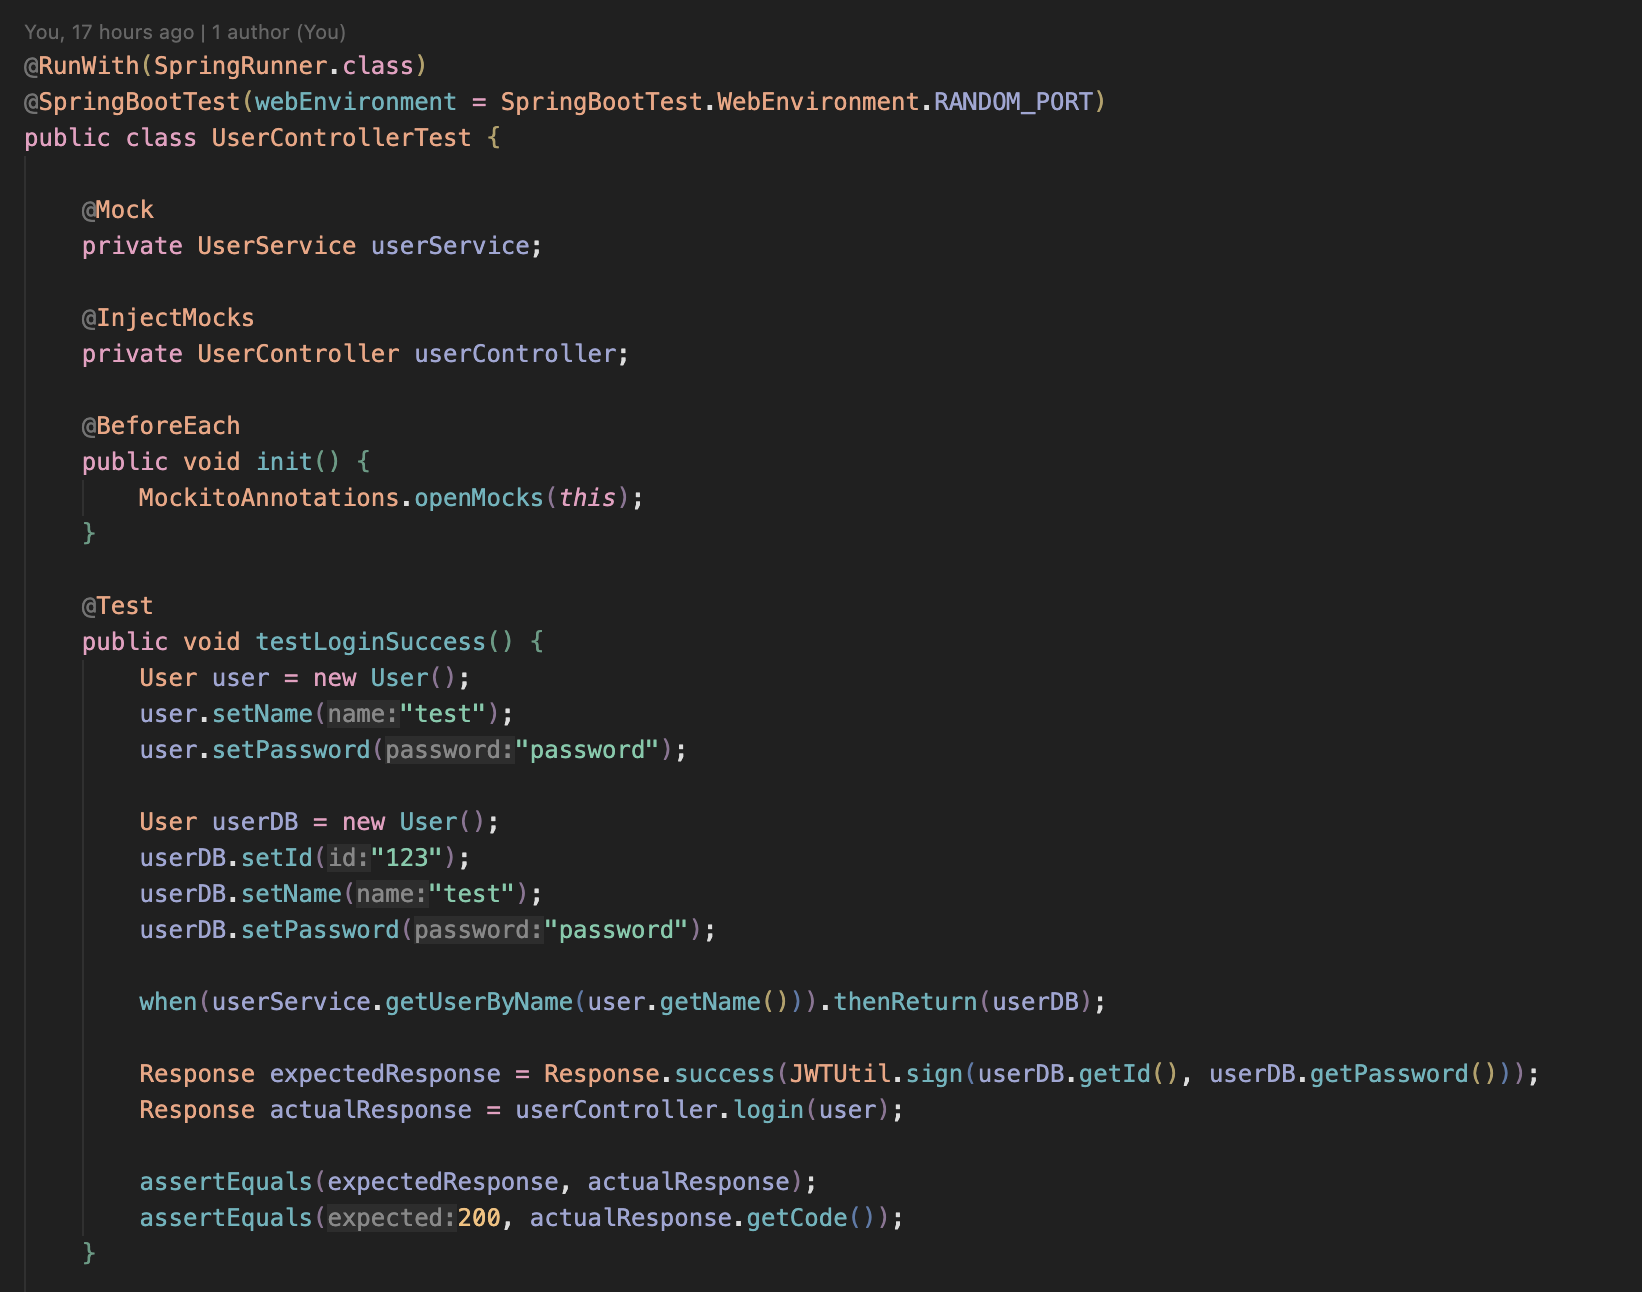 You, 17 hours ago | 1 author (You)
@RunWith(SpringRunner.class)
@SpringBootTest(webEnvironment = SpringBootTest.WebEnvironment.RANDOM_PORT)
public class UserControllerTest {
@Mock
private UserService userService;
@InjectMocks
private UserController userController;
@BeforeEach
public void init() {
MockitoAnnotations.openMocks(this);
}
@Test
public void testLoginSuccess() {
User user = new User();
user.setName(name:"test");
user.setPassword(password:"password");
User userDB = new User();
userDB.setId(id:"123");
userDB.setName(name:"test");
userDB.setPassword(password:"password");
when(userService.getUserByName(user.getName())).thenReturn(userDB);
Response expectedResponse = Response.success(JWTUtil.sign(userDB.getId(), userDB.getPassword()));
Response actualResponse = userController.login(user);
assertEquals(expectedResponse, actualResponse);
assertEquals(expected:200, actualResponse.getCode());
}